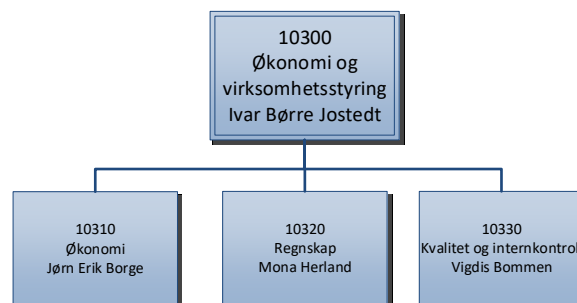 10300
Økonomi og
virksomhetsstyring
Ivar Børre Jostedt
10310
Økonomi
Jørn Erik Borge
10320
Regnskap
Mona Herland
10330
Kvalitet og internkontrol
Vigdis Bommen